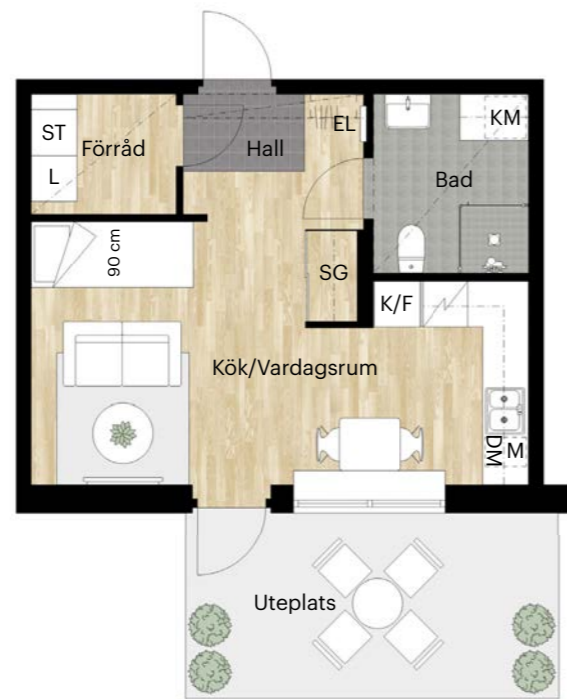 ST
Förråd
L
Hall
EL
KM
Bad
90 cm
SG
K/F
Kök/Vardagsrum
DM
M
Uteplats